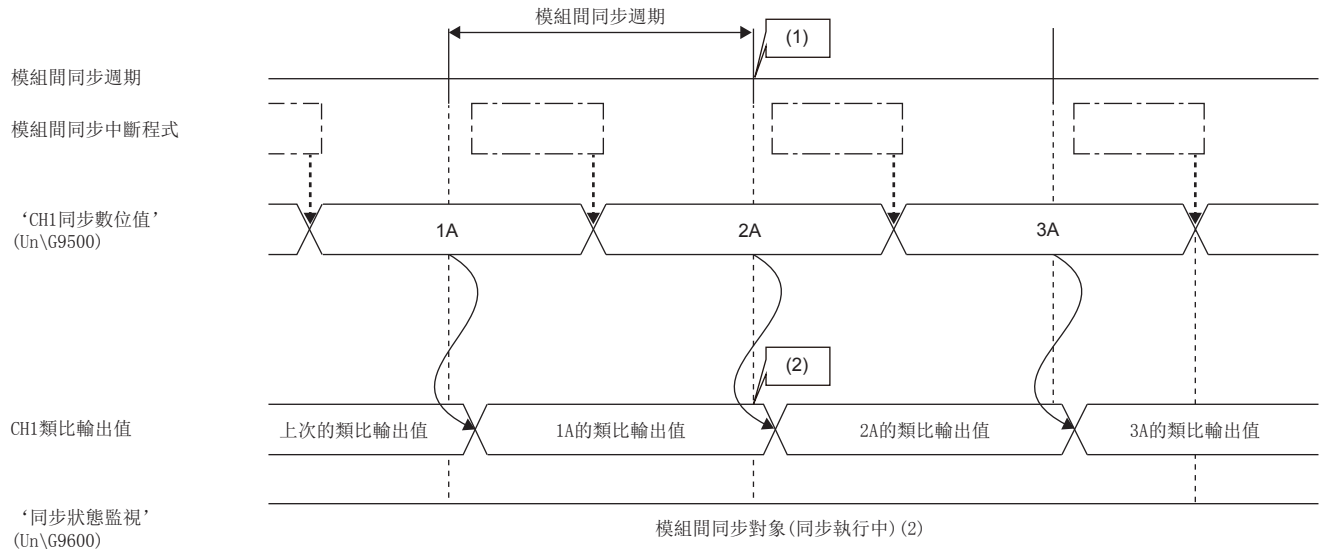 模組間同步週期
(1)
模組間同步週期
模組間同步中斷程式
‘CH1同步數位值’
(Un\G9500)
1A
2A
3A
(2)
CH1類比輸出值
上次的類比輸出值
1A的類比輸出值
2A的類比輸出值
3A的類比輸出值
‘同步狀態監視’
(Un\G9600)
模組間同步對象(同步執行中)(2)